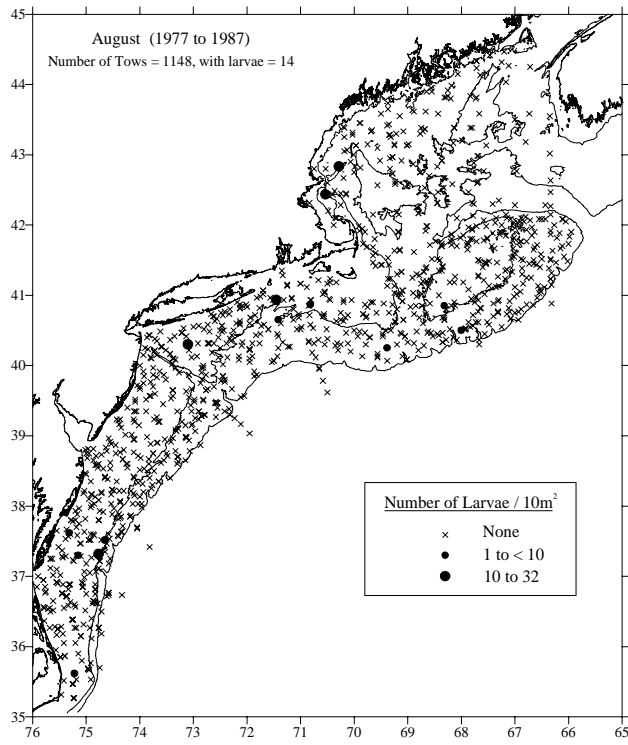 August (1977 to 1987)
Number of Tows = 1148, with larvae = 14
45
44
43
42
41
40
39
38
37
36
35
Number of Larvae / 10m²
None
1 to < 10
10 to 32
76 75 74 73 72 71 70 69 68 67 66 65